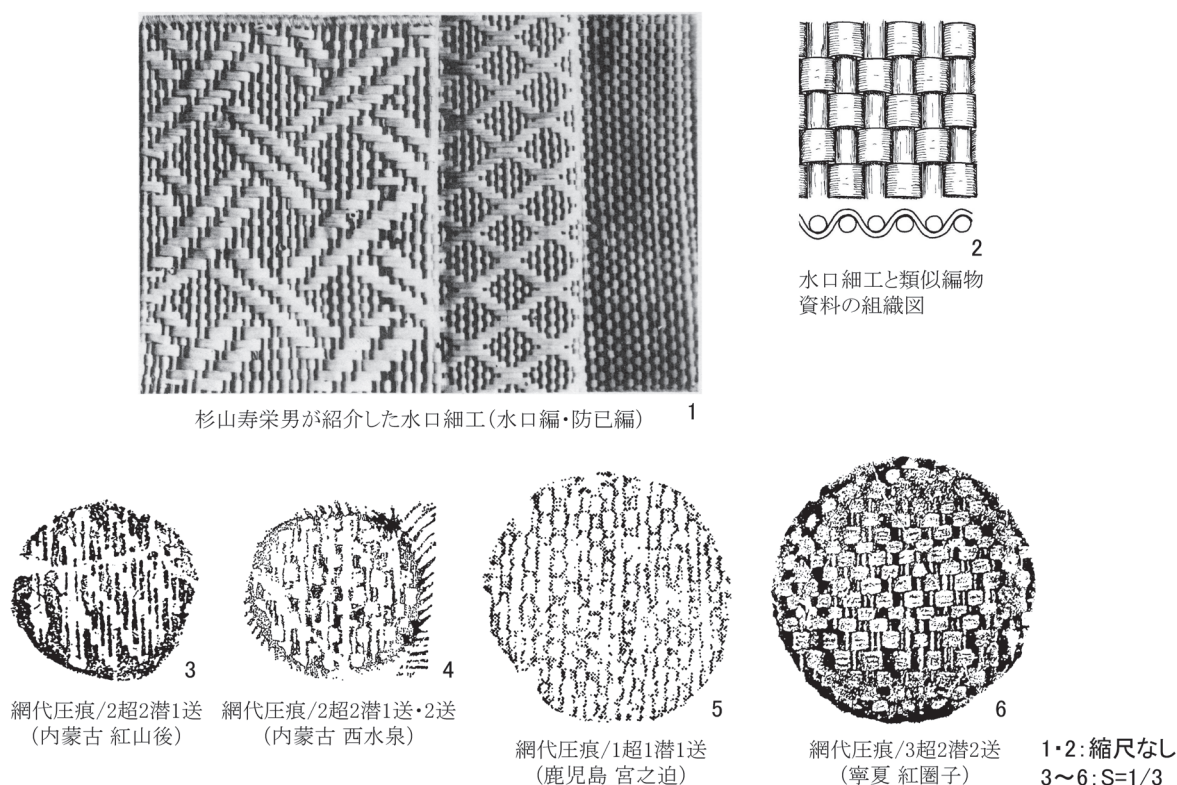 杉山寿栄男が紹介した水口細工(水口編・防已編)
1
2
水口細工と類似編物
資料の組織図
3
網代圧痕/2超2潜1送
(内蒙古 紅山後)
4
網代圧痕/2超2潜1送・2送
(内蒙古 西水泉)
5
網代圧痕/1超1潜1送
(鹿児島 宮之迫)
6
網代圧痕/3超2潜2送
(寧夏 紅圏子)
1・2:縮尺なし
3〜6:S=1/3